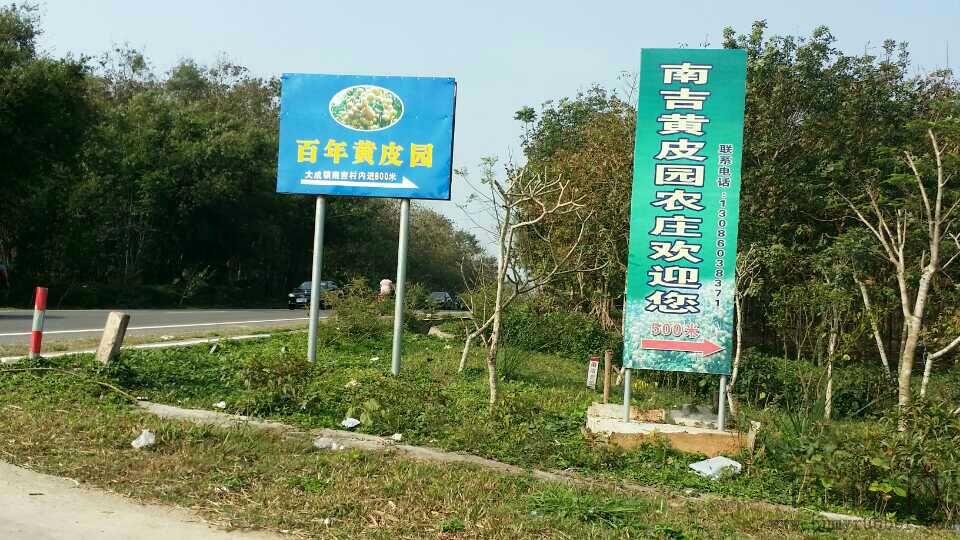 百年黄皮园
大成镇南吉村内进800米
南吉黄皮园农庄欢迎您
联系电话:13086038371
500米